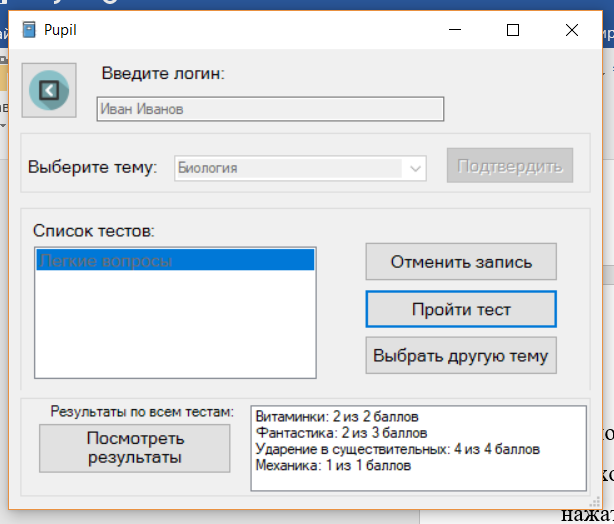 Pupil
Введите логин:
Иван Иванов
Выберите тему:
Биология
Подтвердить
Список тестов:
Легкие вопросы
Отменить запись
Пройти тест
Выбрать другую тему
Результаты по всем тестам:
Посмотреть
результаты
Витаминки: 2 из 2 баллов
Фантастика: 2 из 3 баллов
Ударение в существительных: 4 из 4 баллов
Механика: 1 из 1 баллов